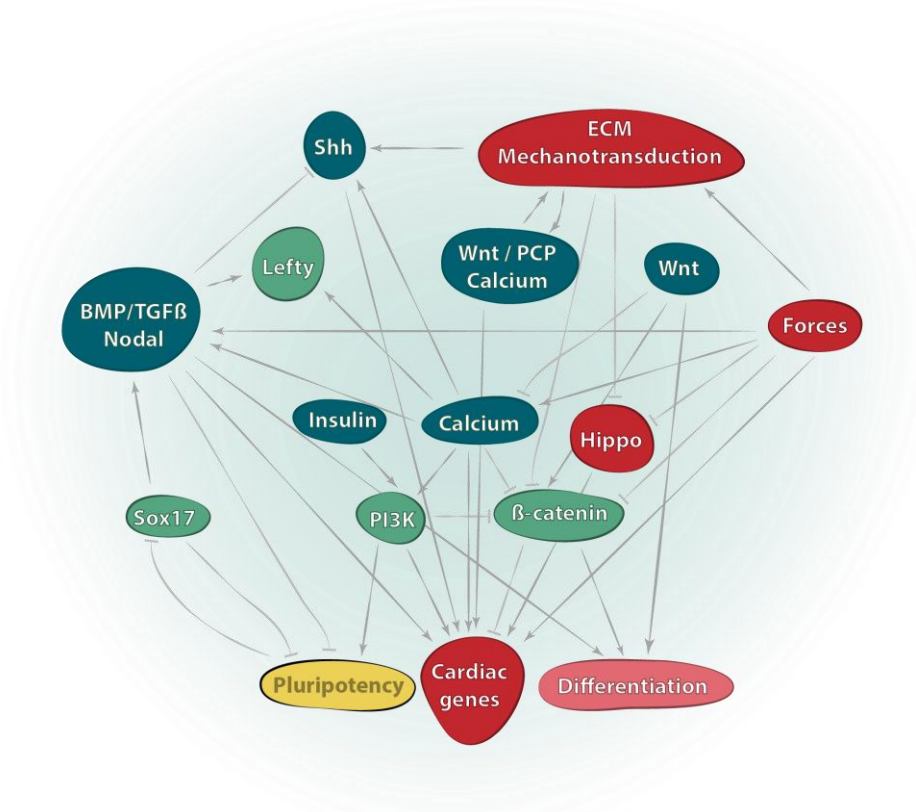 ECM
Mechanotransduction
Shh
Wnt / PCP
Calcium
Wnt
Lefty
BMP/TGFß
Nodal
Forces
Insulin
Calcium
Hippo
Sox17
PI3K
ß-catenin
Pluripotency
Cardiac
genes
Differentiation